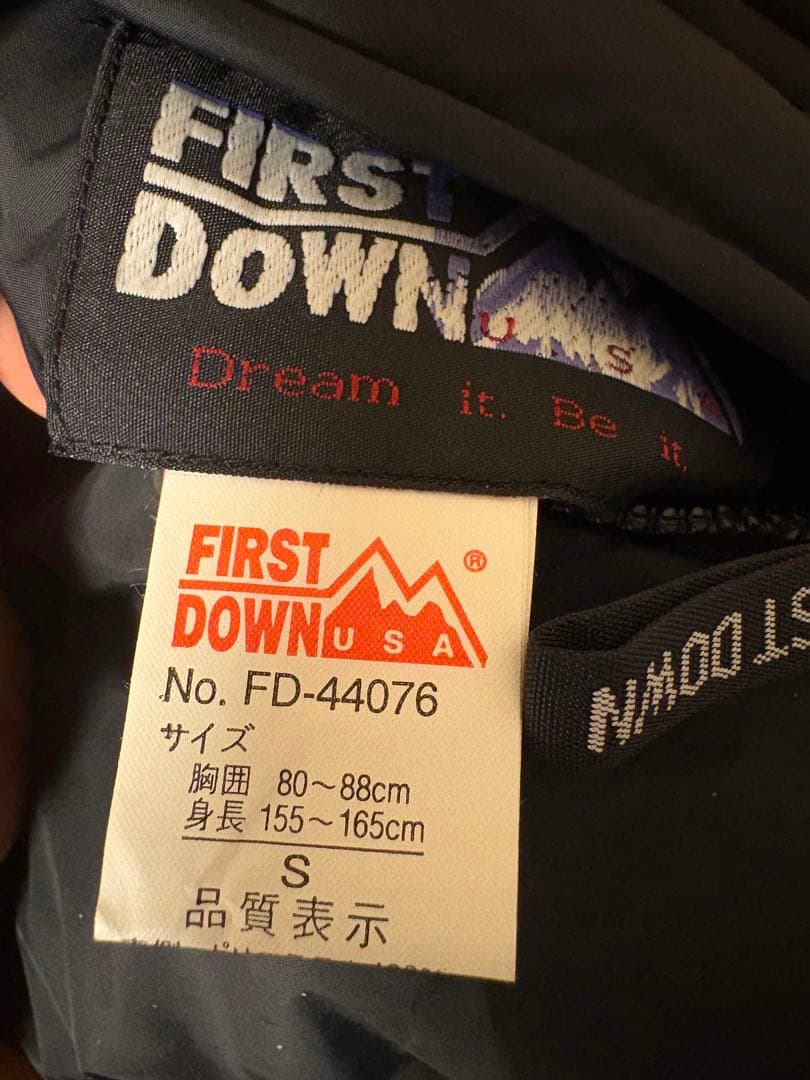 FIRST
DOWN
U S
Dream it. Be it.
FIRST
DOWN USA ®
No. FD-44076
サイズ
胸囲 80～88cm
身長 155～165cm
S
品質表示
DOWN